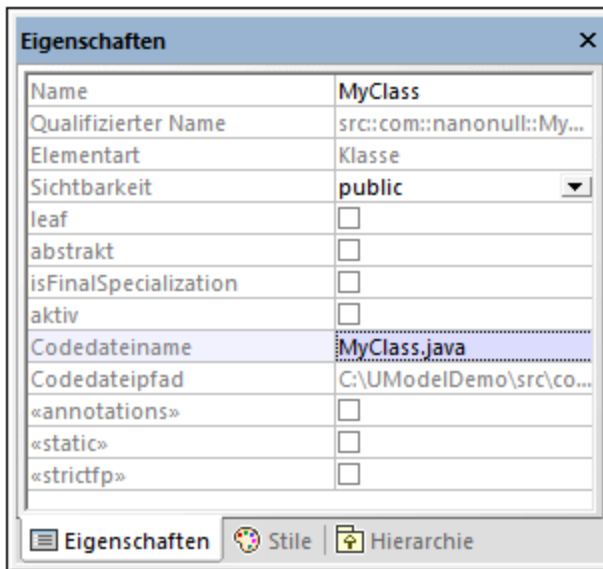 Eigenschaften
Name MyClass
Qualifizierter Name src::com::nanonull::My...
Elementart Klasse
Sichtbarkeit public
leaf
abstrakt
isFinalSpecialization
aktiv
Codedateiname MyClass.java
Codedateipfad C:\UModelDemo\src\co...
«annotations»
«static»
«strictfp»
Eigenschaften Stile Hierarchie